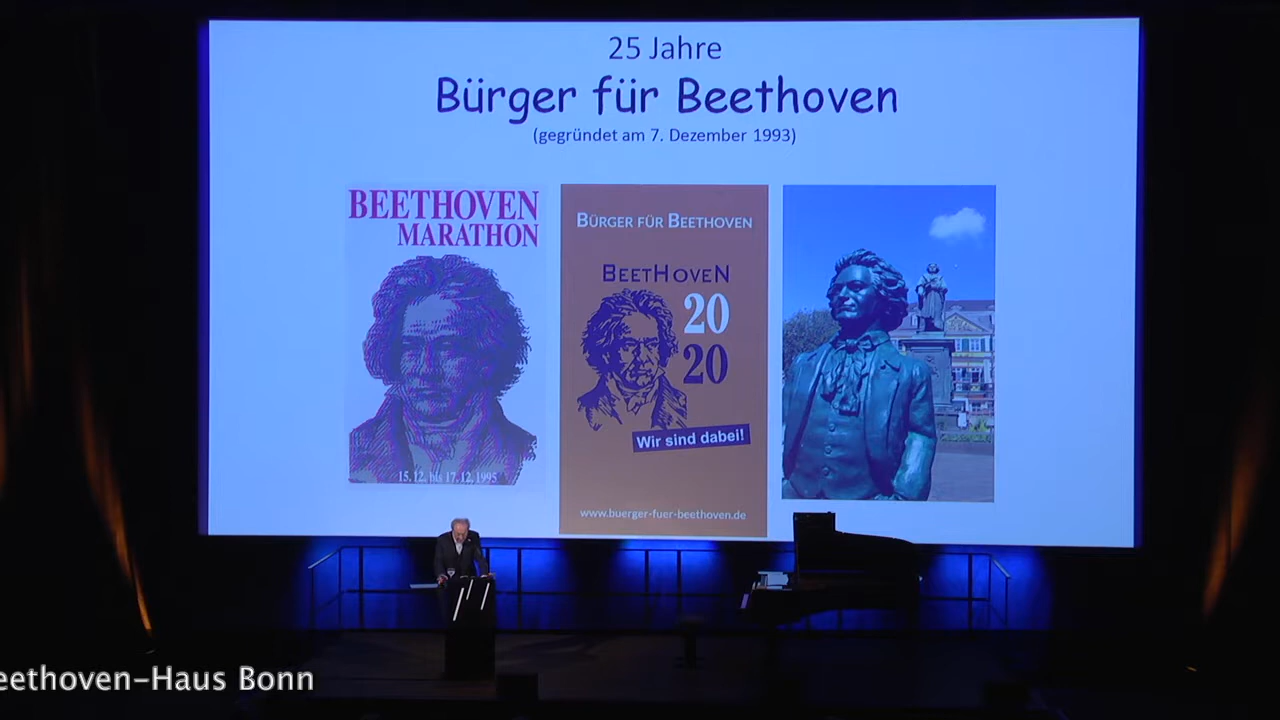 25 Jahre
Bürger für Beethoven
(gegründet am 7. Dezember 1993)
BEETHOVEN
MARATHON
15.12. bis 17.12.1995
BÜRGER FÜR BEETHOVEN
BEETHOVEN
20
20
Wir sind dabei!
www.buerger-fuer-beethoven.de
eethoven-Haus Bonn